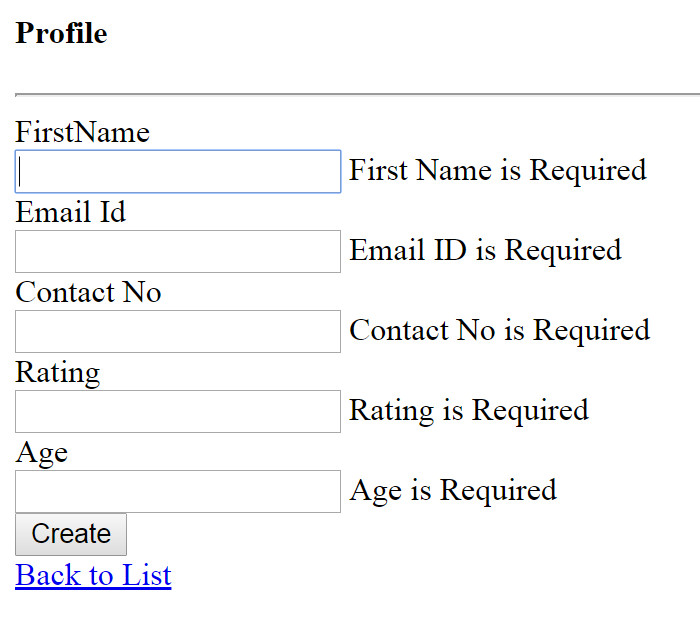 Profile
FirstName
First Name is Required
Email Id
Email ID is Required
Contact No
Contact No is Required
Rating
Rating is Required
Age
Age is Required
Create
Back to List